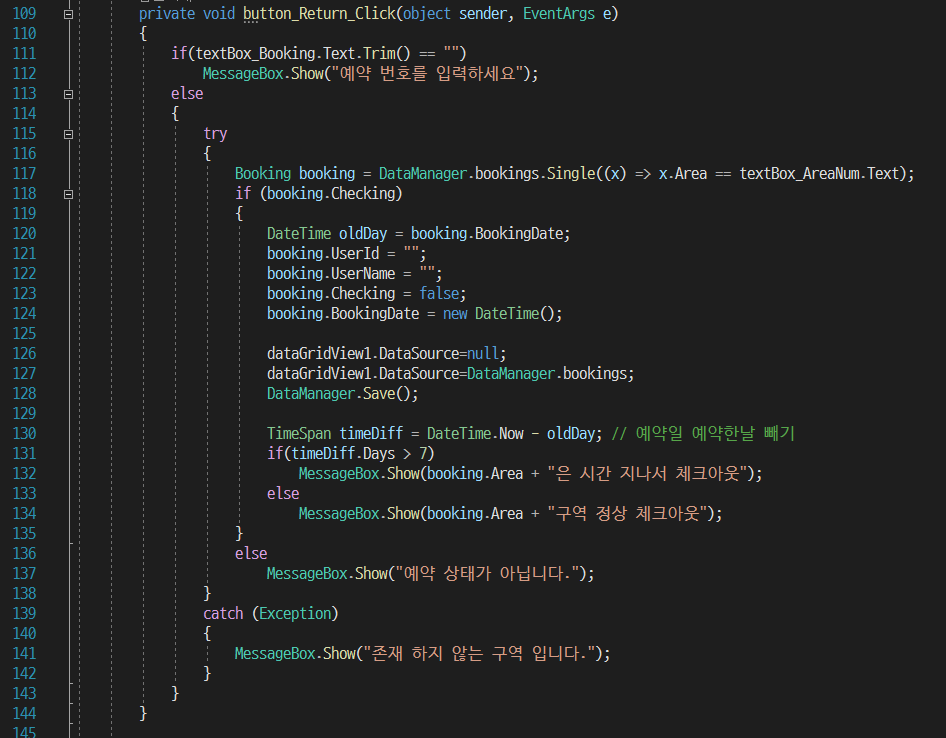 109 private void button_Return_Click(object sender, EventArgs e)
110 {
111 if(textBox_Booking.Text.Trim() == "")
112 MessageBox.Show("예약 번호를 입력하세요");
113 else
114 {
115 try
116 {
117 Booking booking = DataManager.bookings.Single((x) => x.Area == textBox_AreaNum.Text);
118 if (booking.Checking)
119 {
120 DateTime oldDay = booking.BookingDate;
121 booking.UserId = "";
122 booking.UserName = "";
123 booking.Checking = false;
124 booking.BookingDate = new DateTime();
125
126 dataGridView1.DataSource=null;
127 dataGridView1.DataSource=DataManager.bookings;
128 DataManager.Save();
129
130 TimeSpan timeDiff = DateTime.Now - oldDay; // 예약일 예약한날 빼기
131 if(timeDiff.Days > 7)
132 MessageBox.Show(booking.Area + "은 시간 지나서 체크아웃");
133 else
134 MessageBox.Show(booking.Area + "구역 정상 체크아웃");
135 }
136 else
137 MessageBox.Show("예약 상태가 아닙니다.");
138 }
139 catch (Exception)
140 {
141 MessageBox.Show("존재 하지 않는 구역 입니다.");
142 }
143 }
144 }
145